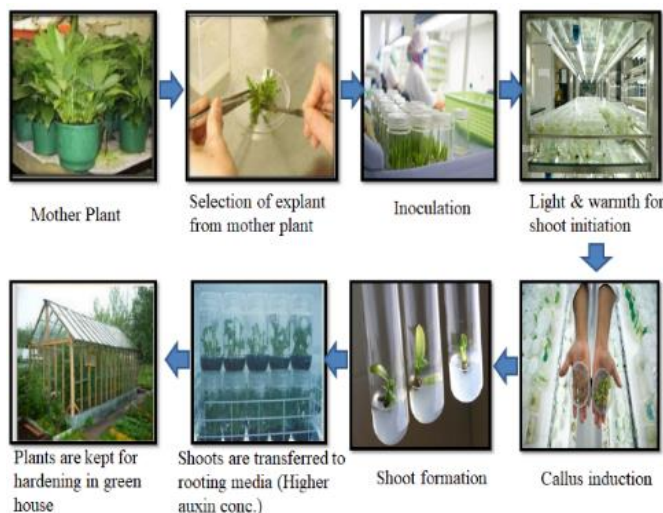 Mother Plant
Selection of explant
from mother plant
Inoculation
Light & warmth for
shoot initiation
Plants are kept for
hardening in green
house
Shoots are transferred to
rooting media (Higher
auxin conc.)
Shoot formation
Callus induction